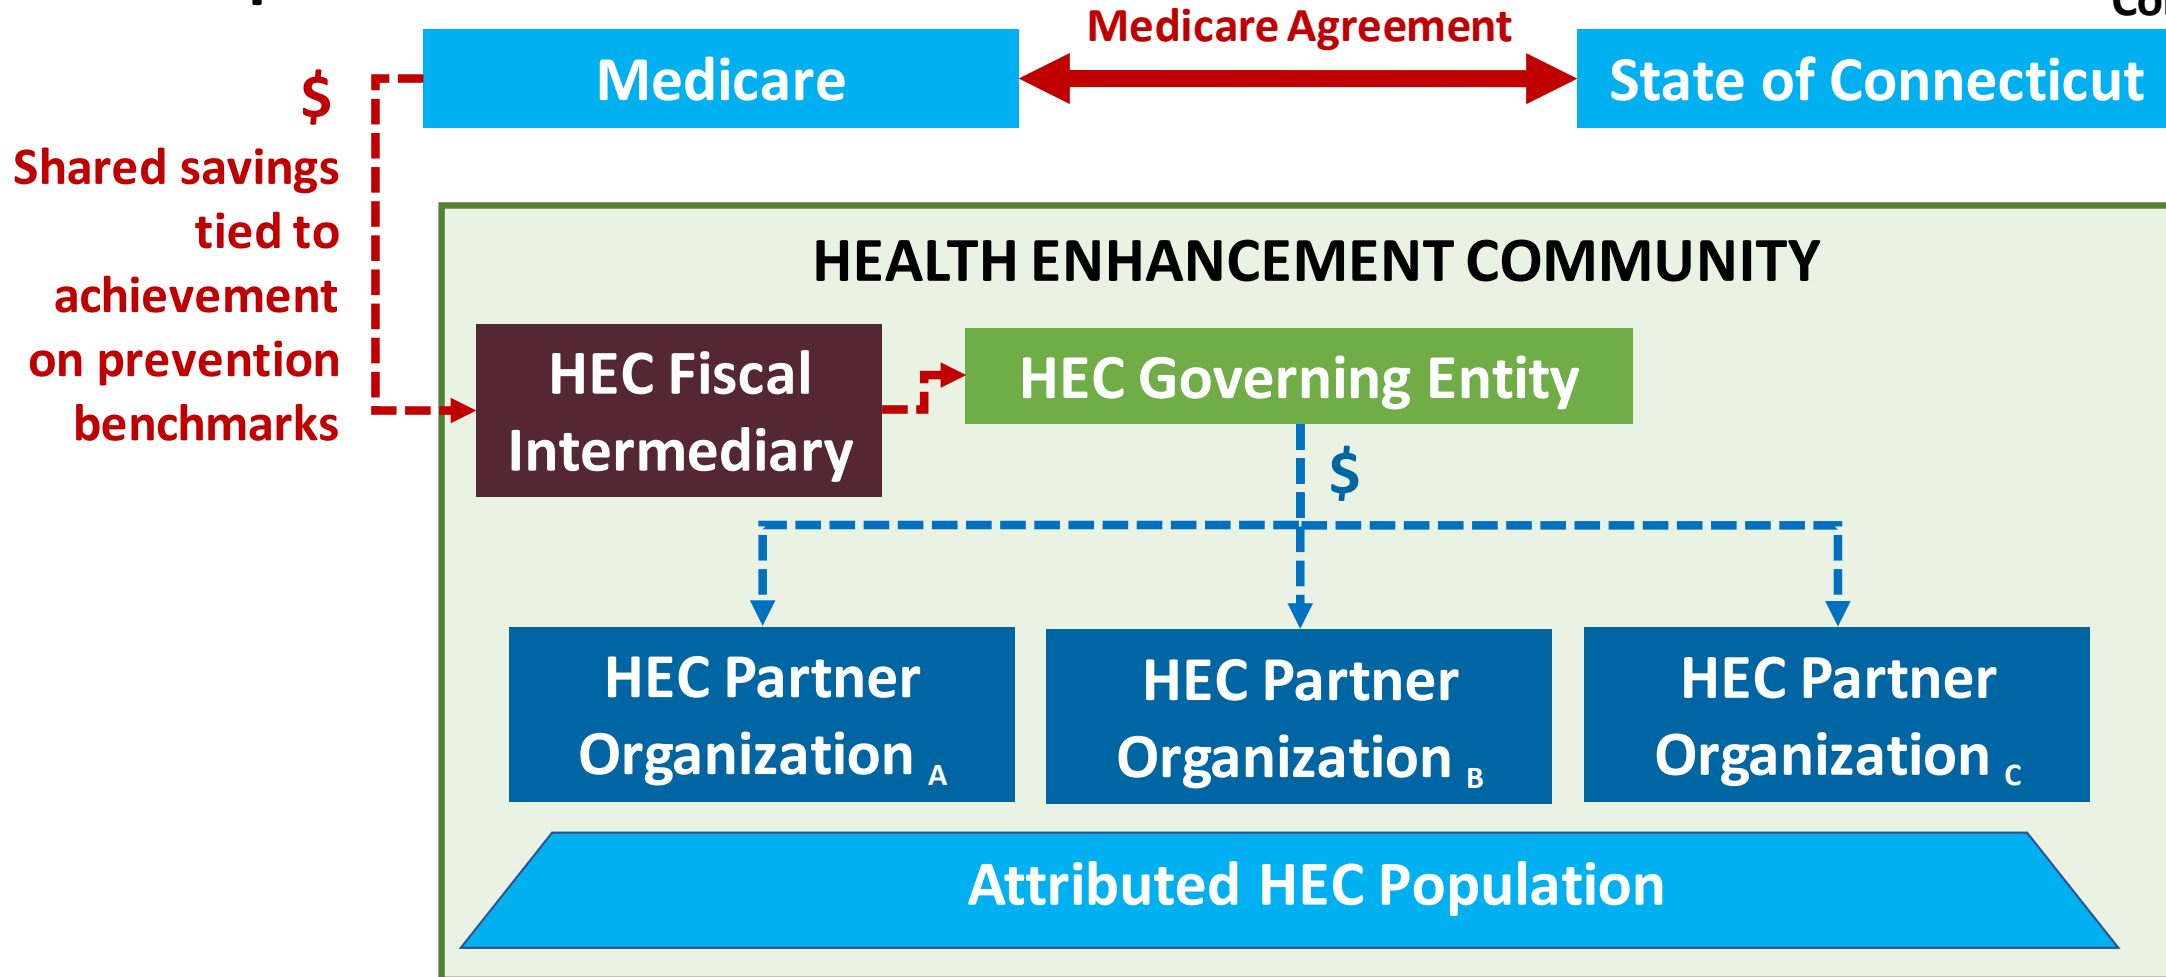 Medicare Agreement
Medicare
State of Connecticut
$
Shared savings
tied to
achievement
on prevention
benchmarks
HEALTH ENHANCEMENT COMMUNITY
HEC Fiscal
Intermediary
HEC Governing Entity
$
HEC Partner
Organization A
HEC Partner
Organization B
HEC Partner
Organization C
Attributed HEC Population